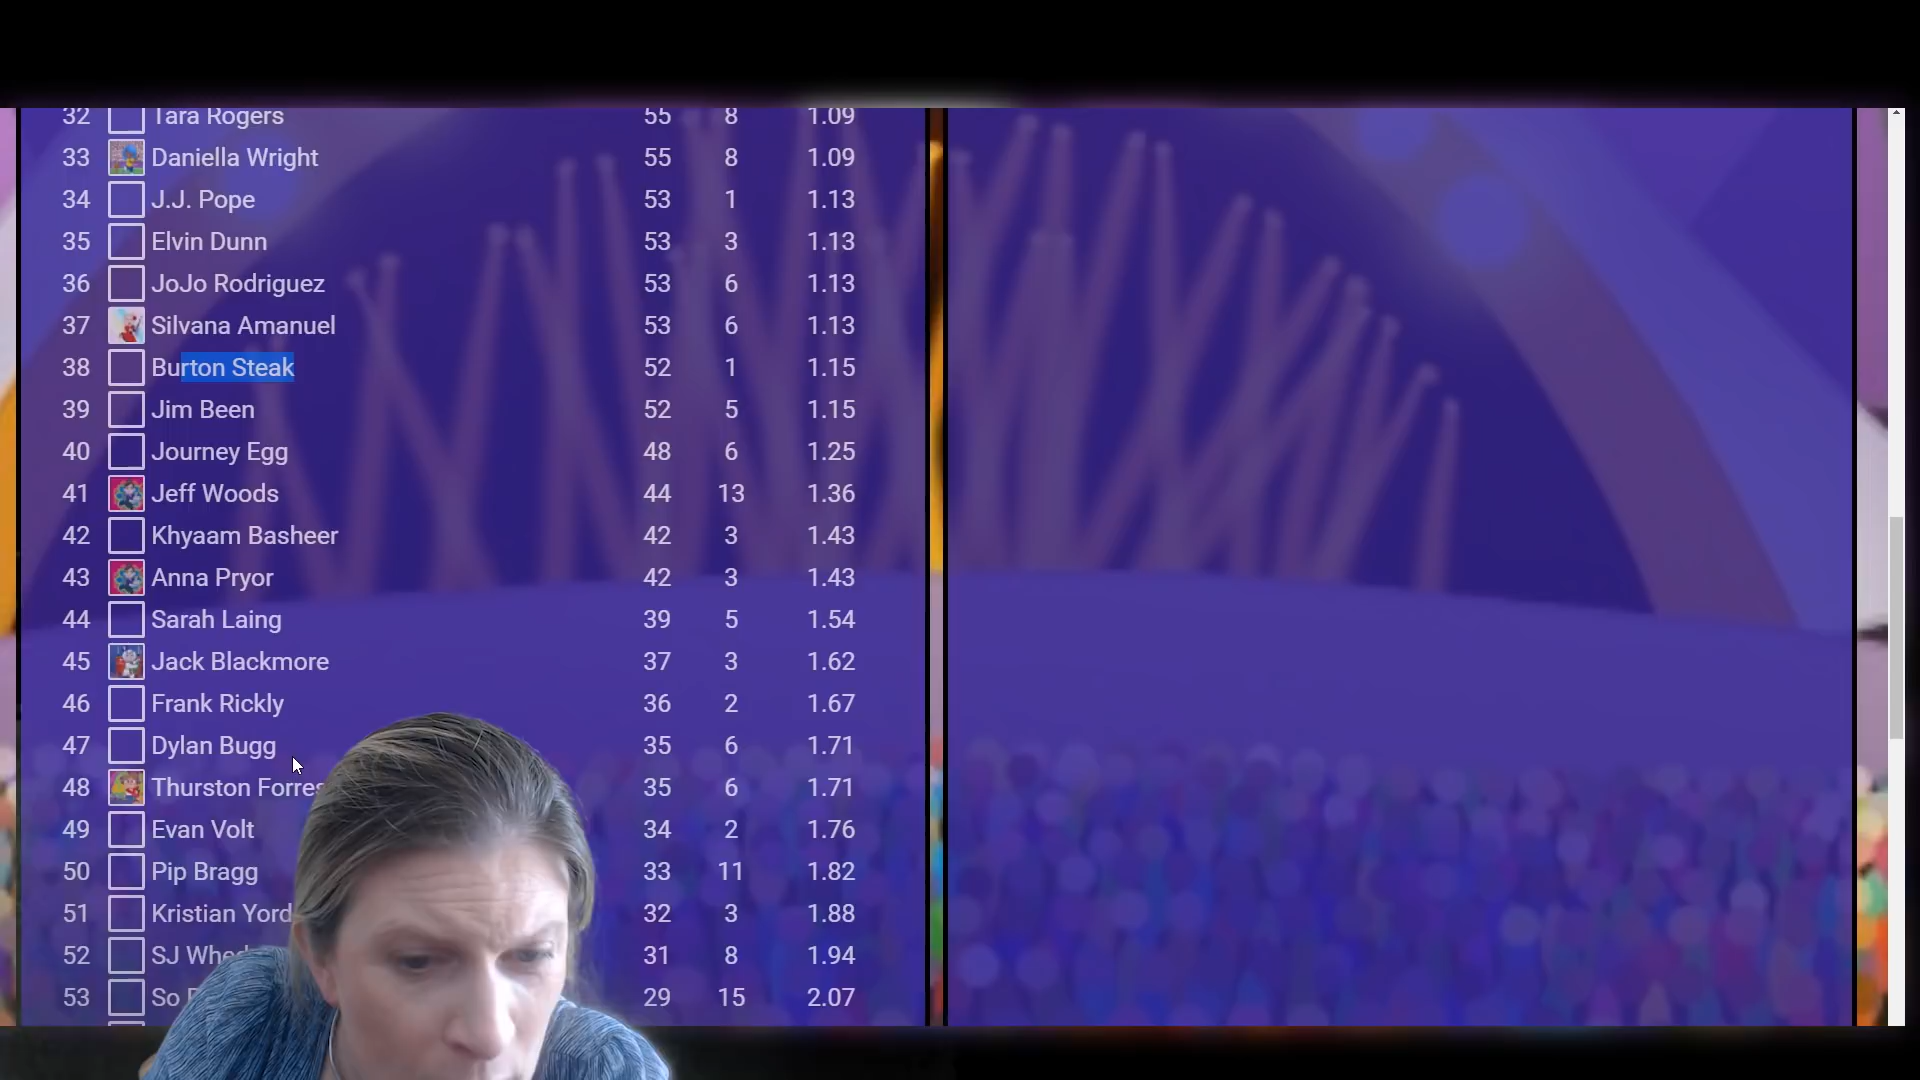 32 Tara Rogers 55 8 1.09
33 Daniella Wright 55 8 1.09
34 J.J. Pope 53 1 1.13
35 Elvin Dunn 53 3 1.13
36 JoJo Rodriguez 53 6 1.13
37 Silvana Amanuel 53 6 1.13
38 Burton Steak 52 1 1.15
39 Jim Been 52 5 1.15
40 Journey Egg 48 6 1.25
41 Jeff Woods 44 13 1.36
42 Khyaam Basheer 42 3 1.43
43 Anna Pryor 42 3 1.43
44 Sarah Laing 39 5 1.54
45 Jack Blackmore 37 3 1.62
46 Frank Rickly 36 2 1.67
47 Dylan Bugg 35 6 1.71
48 Thurston 35 6 1.71
49 Evan Volt 34 2 1.76
50 Pip Bragg 33 11 1.82
51 Kristian 32 3 1.88
52 SJ 31 8 1.94
53 So 29 15 2.07